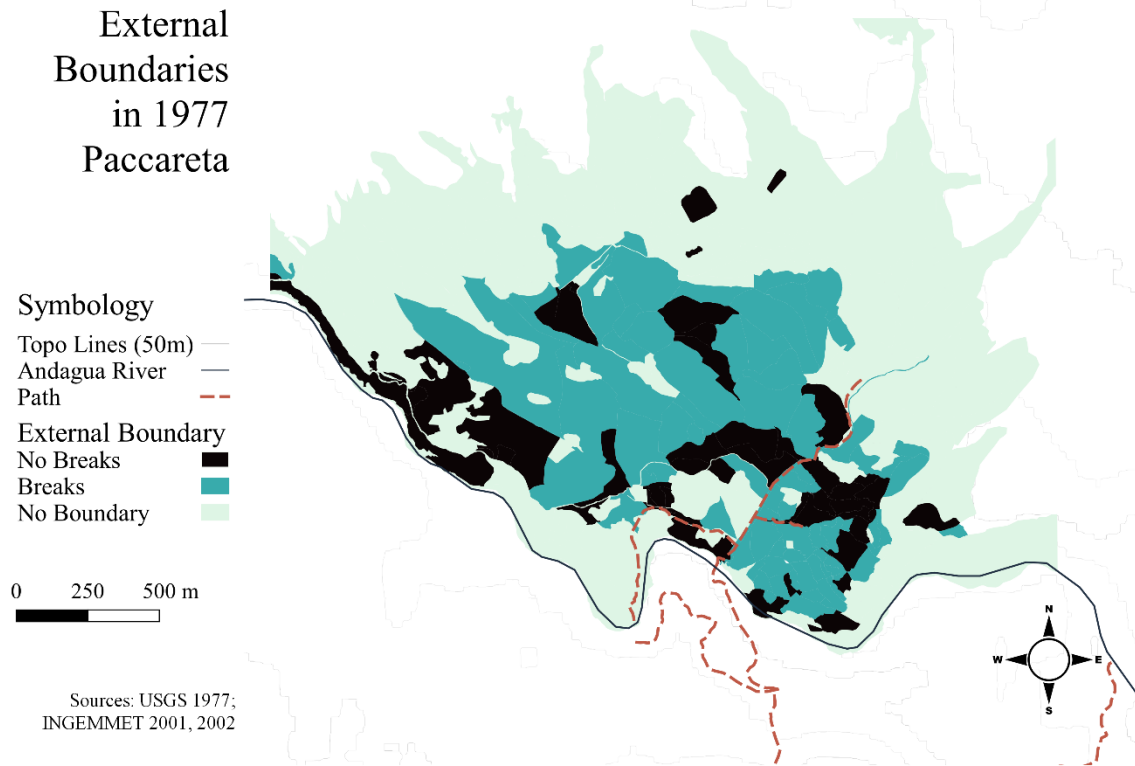 External
Boundaries
in 1977
Paccareta
Symbology
Topo Lines (50m)
Andagua River
Path
External Boundary
No Breaks
Breaks
No Boundary
0 250 500 m
Sources: USGS 1977;
INGEMMET 2001, 2002
N
W E
S